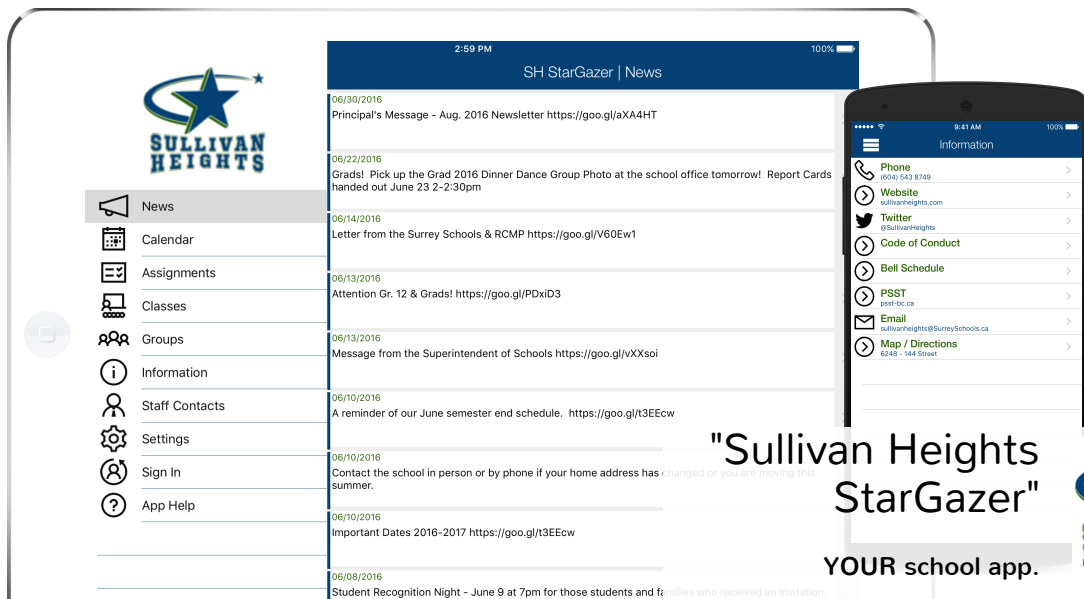 SULLIVAN
HEIGHTS
News
Calendar
Assignments
Classes
Groups
Information
Staff Contacts
Settings
Sign In
App Help
2:59 PM
100%
SH StarGazer | News
06/30/2016
Principal's Message - Aug. 2016 Newsletter https://goo.gl/aXA4HT
06/22/2016
Grads! Pick up the Grad 2016 Dinner Dance Group Photo at the school office tomorrow! Report Cards
handed out June 23 2-2:30pm
06/14/2016
Letter from the Surrey Schools & RCMP https://goo.gl/V60Ew1
06/13/2016
Attention Gr. 12 & Grads! https://goo.gl/PDxiD3
06/13/2016
Message from the Superintendent of Schools https://goo.gl/vXXsoi
06/10/2016
A reminder of our June semester end schedule. https://goo.gl/t3EEcw
06/10/2016
Contact the school in person or by phone if your home address has changed or you are moving this
summer.
06/10/2016
Important Dates 2016-2017 https://goo.gl/t3EEcw
06/08/2016
Student Recognition Night - June 9 at 7pm for those students and families who received an invitation.
9:41 AM
100%
Information
Phone
(604) 543 8749
Website
sullivanheights.com
Twitter
@SullivanHeights
Code of Conduct
Bell Schedule
PSST
psst-bc.ca
Email
sullivanheights@SurreySchools.ca
Map / Directions
6248 - 144 Street
"Sullivan Heights
StarGazer"
YOUR school app.